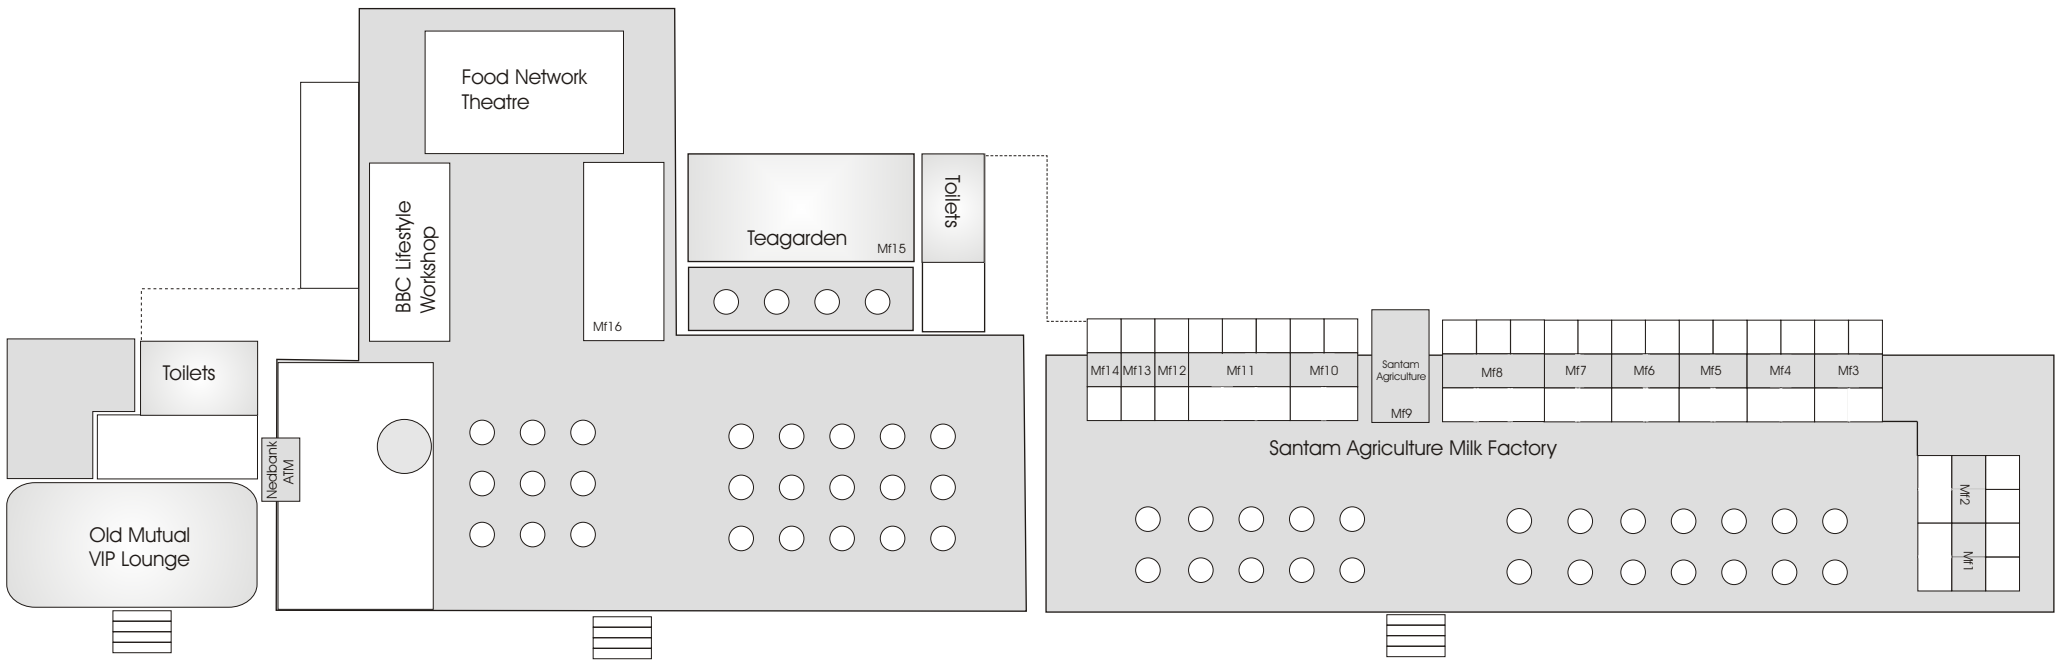 Food Network
Theatre
BBC Lifestyle
Workshop
Mf16
Teagarden
Mf15
Toilets
Toilets
Nedbank
ATM
Old Mutual
VIP Lounge
Mf14
Mf13
Mf12
Mf11
Mf10
Santam
Agriculture
Mf9
Mf8
Mf7
Mf6
Mf5
Mf4
Mf3
Santam Agriculture Milk Factory
Mf2
Mf1